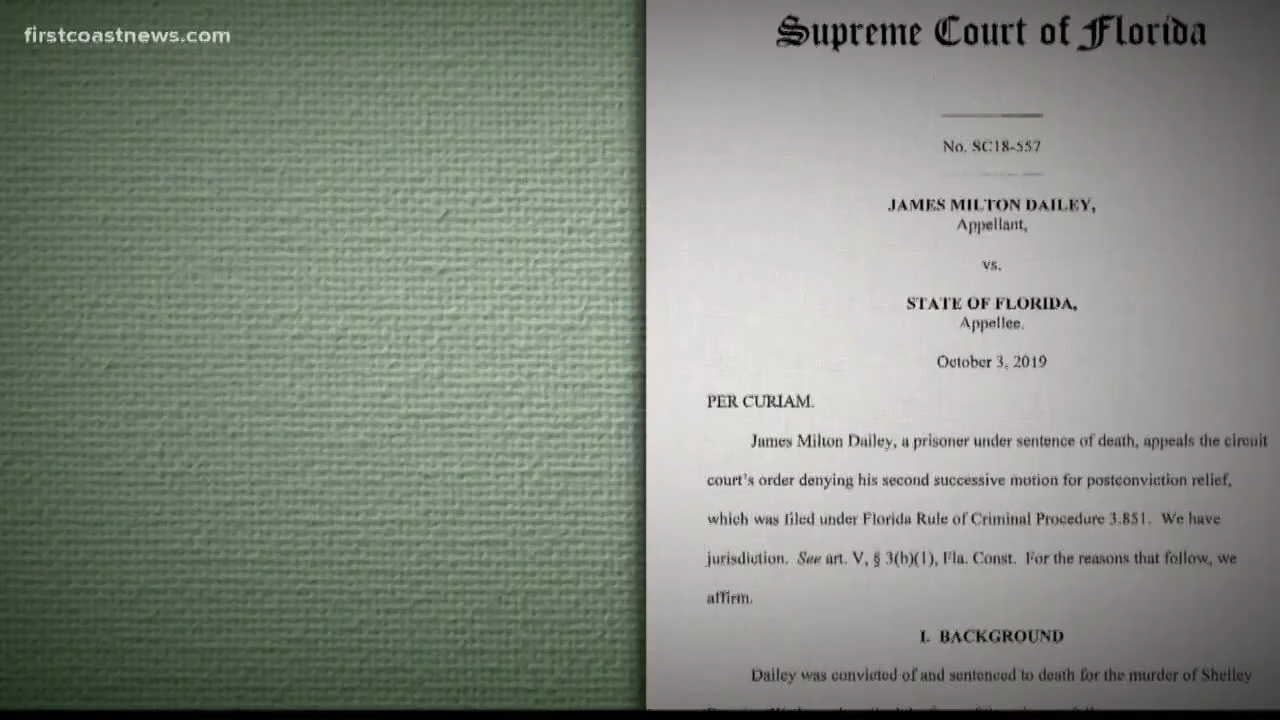 firstcoastnews.com
Supreme Court of Florida
No. SC18-557
JAMES MILTON DAILEY,
Appellant,
vs.
STATE OF FLORIDA,
Appellee.
October 3, 2019
PER CURIAM.
James Milton Dailey, a prisoner under sentence of death, appeals the circuit
court's order denying his second successive motion for postconviction relief,
which was filed under Florida Rule of Criminal Procedure 3.851. We have
jurisdiction. See art. V, § 3(b)(1), Fla. Const. For the reasons that follow, we
affirm.
I. BACKGROUND
Dailey was convicted of and sentenced to death for the murder of Shelley